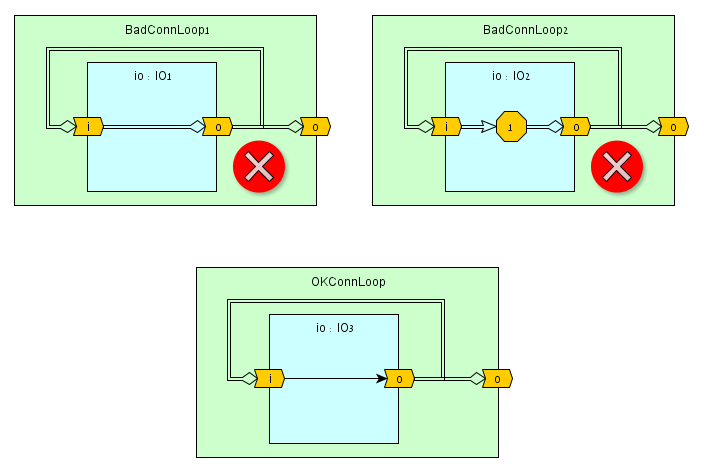 BadConnLoop1
io : IO1
i
o
o
BadConnLoop2
io : IO2
i
1
o
o
OKConnLoop
io : IO3
i
o
o